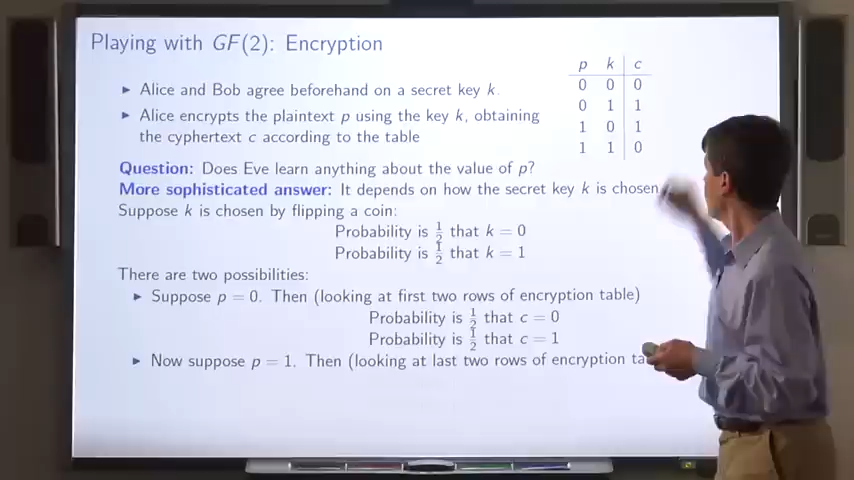 Playing with GF(2): Encryption
▸ Alice and Bob agree beforehand on a secret key k.
▸ Alice encrypts the plaintext p using the key k, obtaining
the cyphertext c according to the table
p k c
0 0 0
0 1 1
1 0 1
1 1 0
Question: Does Eve learn anything about the value of p?
More sophisticated answer: It depends on how the secret key k is chosen
Suppose k is chosen by flipping a coin:
Probability is 1/2 that k = 0
Probability is 1/2 that k = 1
There are two possibilities:
▸ Suppose p = 0. Then (looking at first two rows of encryption table)
Probability is 1/2 that c = 0
Probability is 1/2 that c = 1
▸ Now suppose p = 1. Then (looking at last two rows of encryption